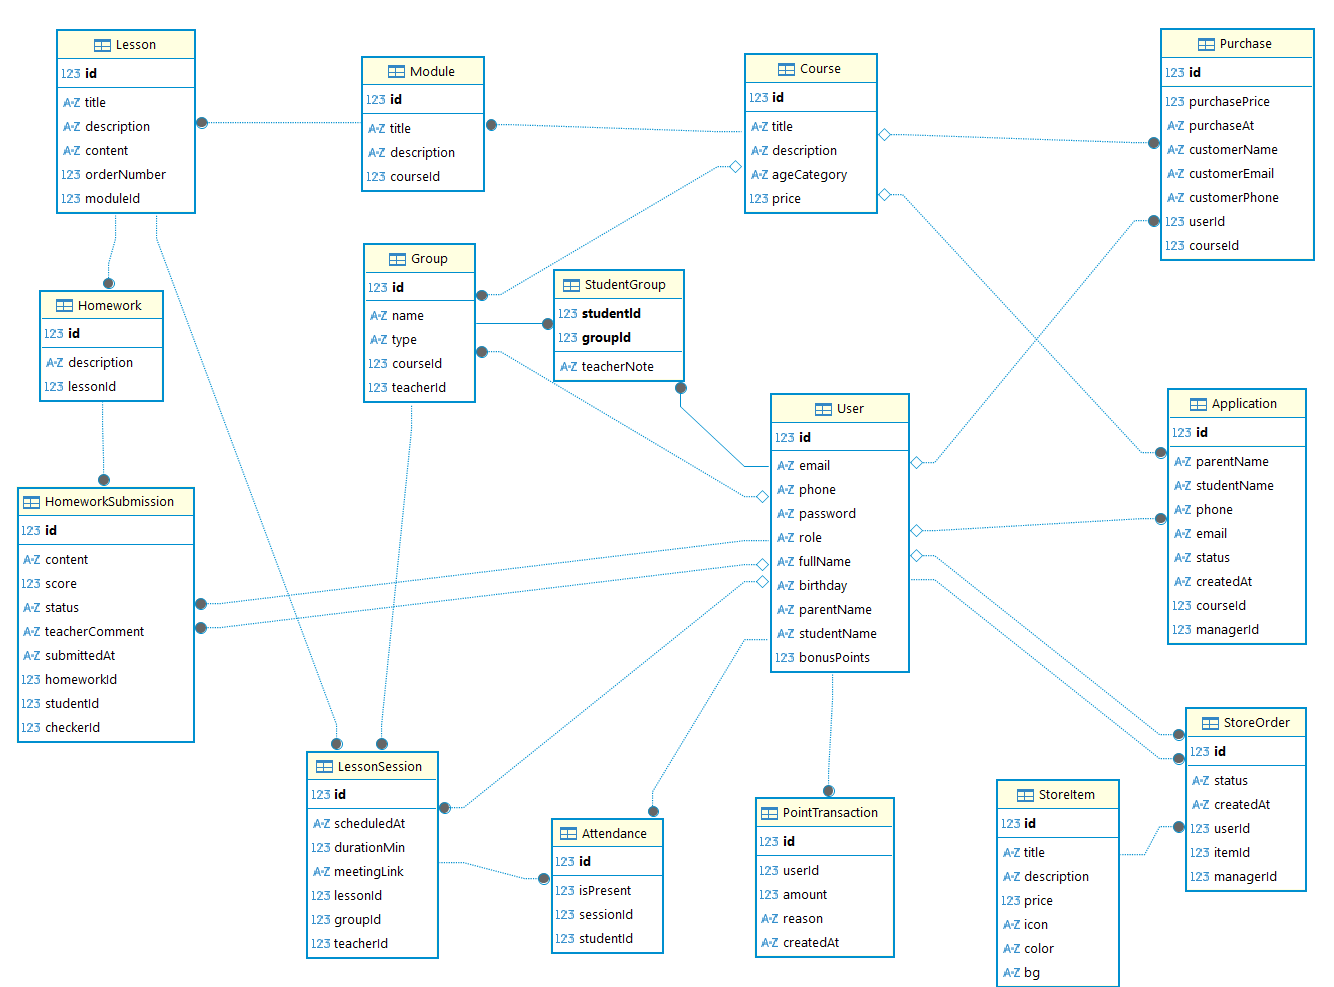 Lesson
123 id
A-Z title
A-Z description
A-Z content
123 orderNumber
123 moduleId
Module
123 id
A-Z title
A-Z description
123 courseId
Course
123 id
A-Z title
A-Z description
A-Z ageCategory
123 price
Purchase
123 id
123 purchasePrice
A-Z purchaseAt
A-Z customerName
A-Z customerEmail
A-Z customerPhone
123 userId
123 courseId
Group
123 id
A-Z name
A-Z type
123 courseId
123 teacherId
StudentGroup
123 studentId
123 groupId
A-Z teacherNote
Homework
123 id
A-Z description
123 lessonId
User
123 id
A-Z email
A-Z phone
A-Z password
A-Z role
A-Z fullName
A-Z birthday
A-Z parentName
A-Z studentName
123 bonusPoints
Application
123 id
A-Z parentName
A-Z studentName
A-Z phone
A-Z email
A-Z status
A-Z createdAt
123 courseId
123 managerId
HomeworkSubmission
123 id
A-Z content
123 score
A-Z status
A-Z teacherComment
A-Z submittedAt
123 homeworkId
123 studentId
123 checkerId
LessonSession
123 id
A-Z scheduledAt
123 durationMin
A-Z meetingLink
123 lessonId
123 groupId
123 teacherId
Attendance
123 id
123 isPresent
123 sessionId
123 studentId
PointTransaction
123 id
123 userId
123 amount
A-Z reason
A-Z createdAt
StoreItem
123 id
A-Z title
A-Z description
123 price
A-Z icon
A-Z color
A-Z bg
StoreOrder
123 id
A-Z status
A-Z createdAt
123 userId
123 itemId
123 managerId